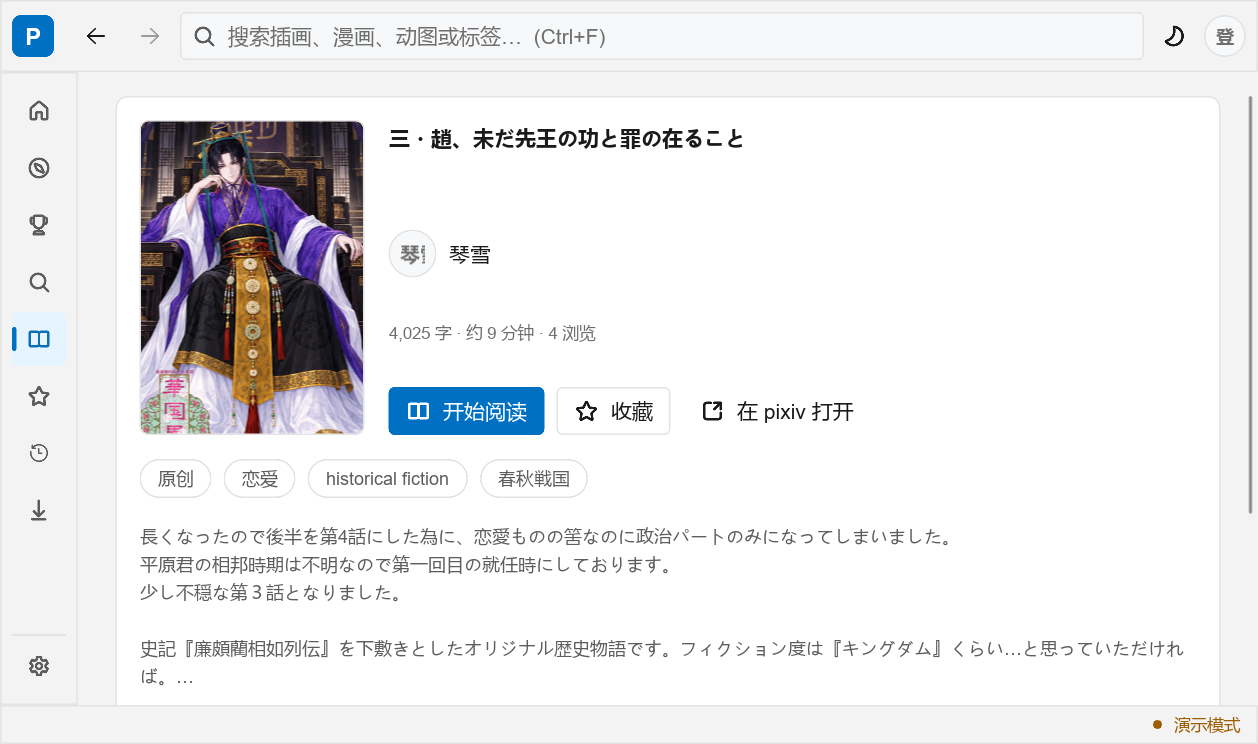 P
搜索插画、漫画、动图或标签… (Ctrl+F)
登
三・趙、未だ先王の功と罪の在ること
琴雪
4,025 字 · 约 9 分钟 · 4 浏览
开始阅读
收藏
在 pixiv 打开
原创
恋爱
historical fiction
春秋戦国
長くなったので後半を第4話にした為に、恋愛ものの筈なのに政治パートのみになってしまいました。
平原君の相邦時期は不明なので第一回目の就任時にしております。
少し不穏な第３話となりました。
史記『廉頗藺相如列伝』を下敷きとしたオリジナル歴史物語です。フィクション度は『キングダム』くらい…と思っていただけれ
ば。…
華
国
演示模式